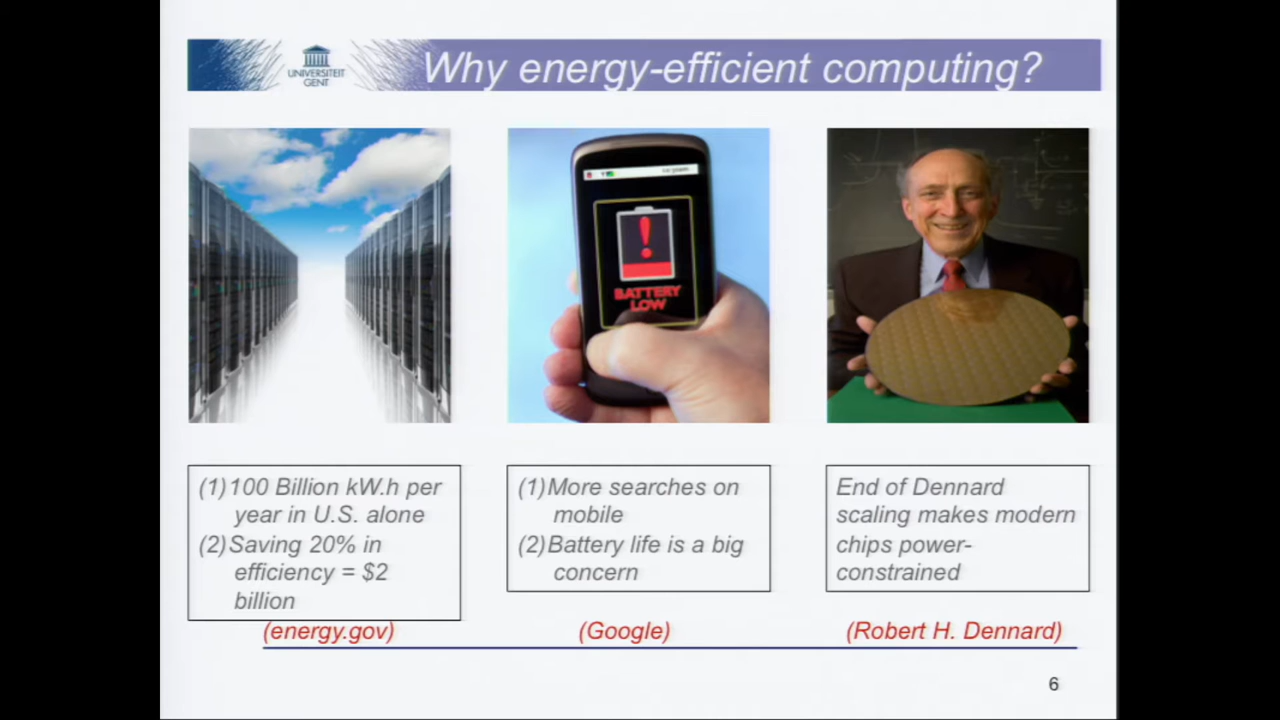 UNIVERSITEIT
GENT
Why energy-efficient computing?
BATTERY
LOW
(1)100 Billion kW.h per
year in U.S. alone
(2)Saving 20% in
efficiency = $2
billion
(energy.gov)
(1)More searches on
mobile
(2)Battery life is a big
concern
(Google)
End of Dennard
scaling makes modern
chips power-
constrained
(Robert H. Dennard)
6